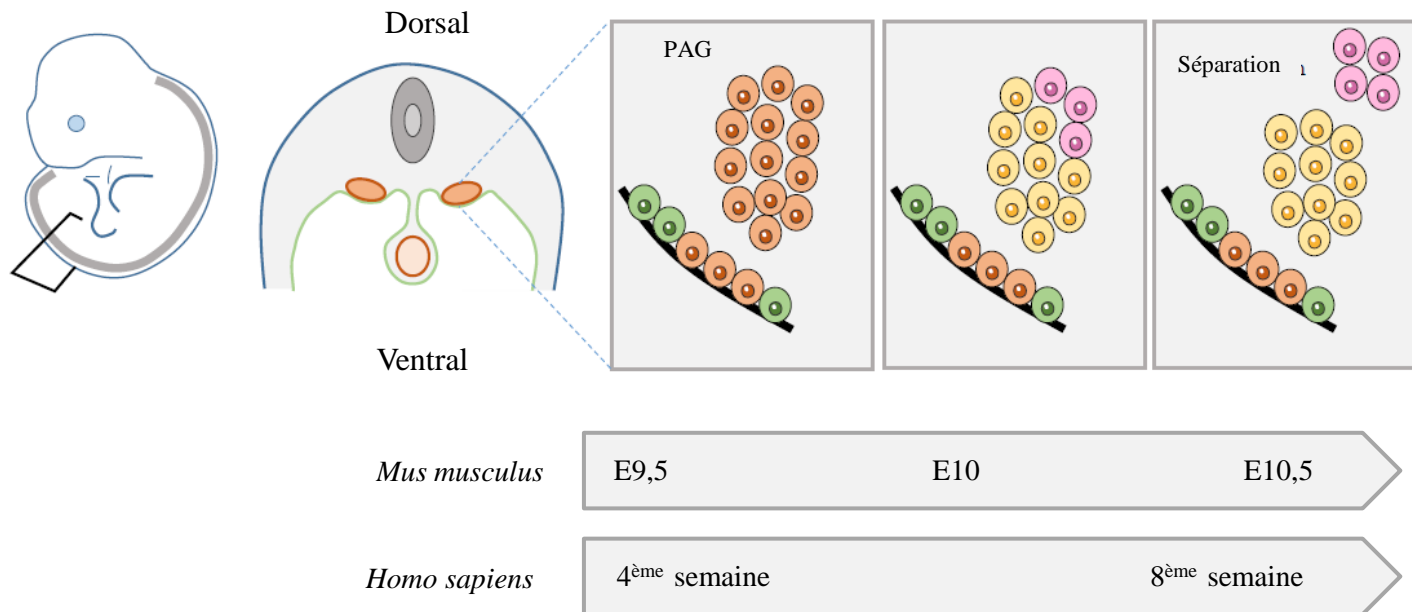 Dorsal
PAG
Séparation
Ventral
Mus musculus
E9,5
E10
E10,5
Homo sapiens
4ème semaine
8ème semaine